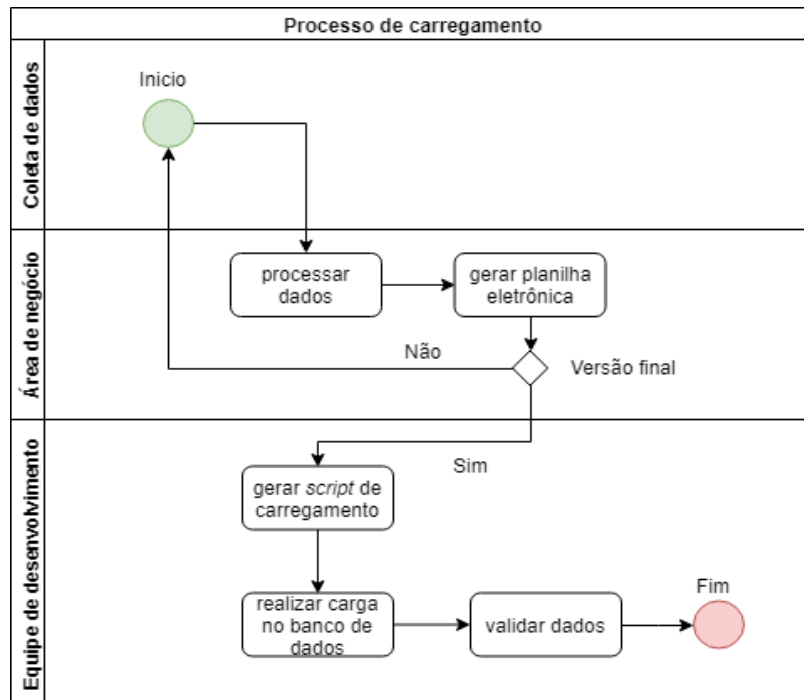 Processo de carregamento
Coleta de dados
Inicio
Área de negócio
processar
dados
gerar planilha
eletrônica
Não
Versão final
Equipe de desenvolvimento
Sim
gerar script de
carregamento
realizar carga
no banco de
dados
validar dados
Fim